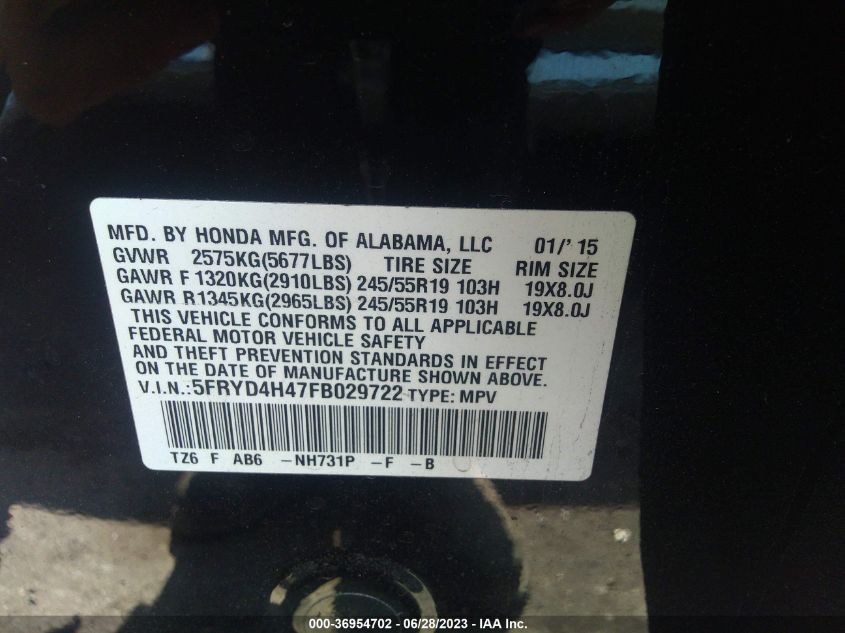 MFD. BY HONDA MFG. OF ALABAMA, LLC 01/'15
GVWR 2575KG(5677LBS) TIRE SIZE RIM SIZE
GAWR F 1320KG(2910LBS) 245/55R19 103H 19X8.0J
GAWR R1345KG(2965LBS) 245/55R19 103H 19X8.0J
THIS VEHICLE CONFORMS TO ALL APPLICABLE
FEDERAL MOTOR VEHICLE SAFETY
AND THEFT PREVENTION STANDARDS IN EFFECT
ON THE DATE OF MANUFACTURE SHOWN ABOVE.
V.I.N.:5FRYD4H47FB029722 TYPE: MPV
TZ6 F AB6 -NH731P -F -B
000-36954702 - 06/28/2023 - IAA Inc.